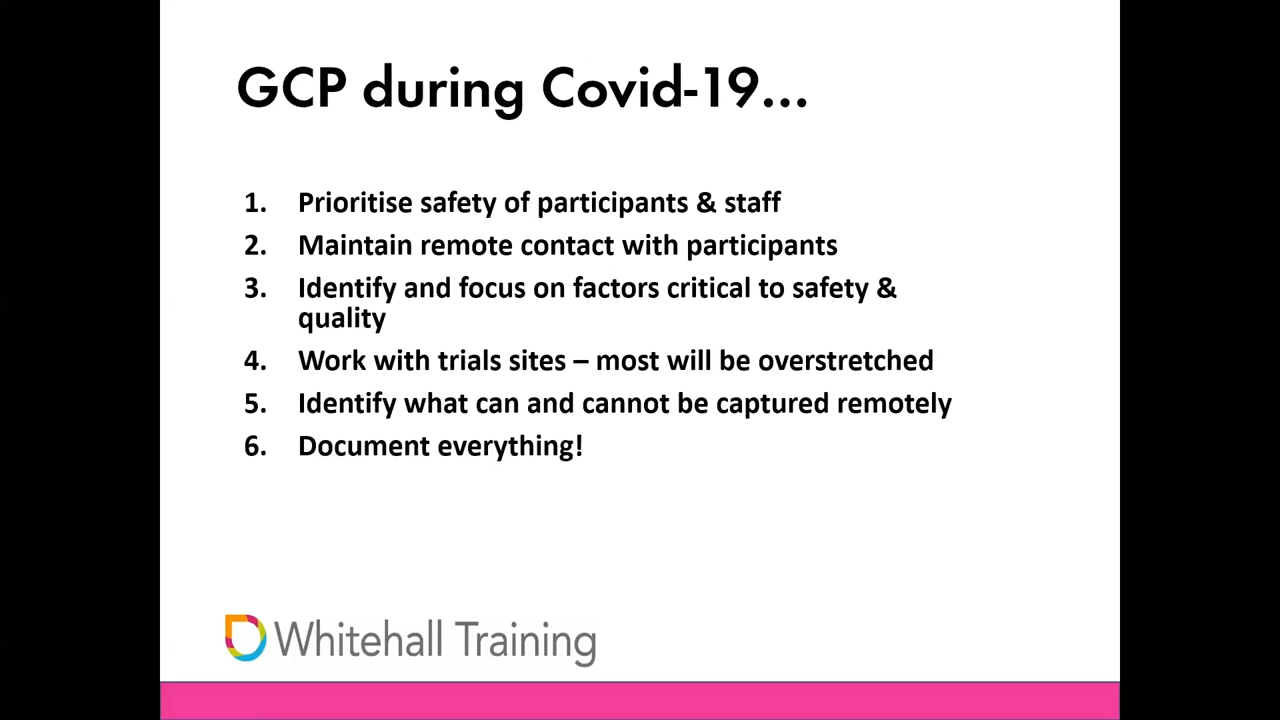 GCP during Covid-19...
1. Prioritise safety of participants & staff
2. Maintain remote contact with participants
3. Identify and focus on factors critical to safety &
quality
4. Work with trials sites – most will be overstretched
5. Identify what can and cannot be captured remotely
6. Document everything!
Whitehall Training